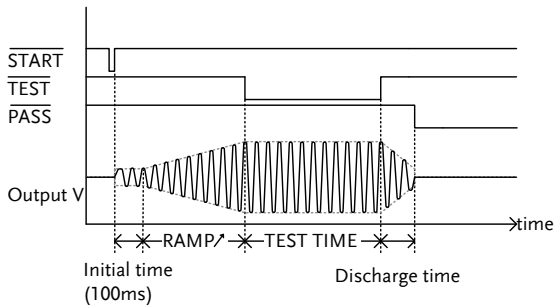 START
TEST
PASS
Output V
time
RAMP↗
TEST TIME
Initial time
(100ms)
Discharge time